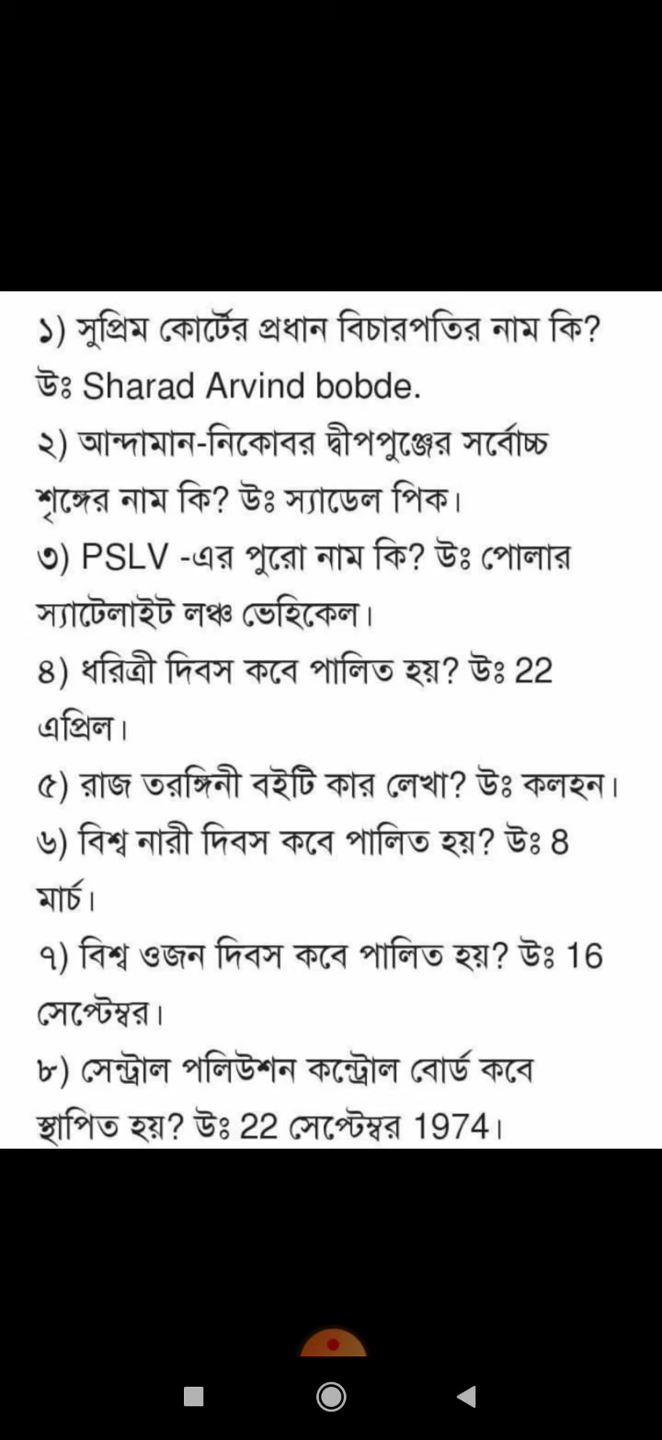 ১) সুপ্রিম কোর্টের প্রধান বিচারপতির নাম কি?
উঃ Sharad Arvind bobde.
২) আন্দামান-নিকোবর দ্বীপপুঞ্জের সর্বোচ্চ
শৃঙ্গের নাম কি? উঃ স্যাডেল পিক।
৩) PSLV -এর পুরো নাম কি? উঃ পোলার
স্যাটেলাইট লঞ্চ ভেহিকেল।
৪) ধরিত্রী দিবস কবে পালিত হয়? উঃ 22
এপ্রিল।
৫) রাজ তরঙ্গিনী বইটি কার লেখা? উঃ কলহন।
৬) বিশ্ব নারী দিবস কবে পালিত হয়? উঃ 8
মার্চ।
৭) বিশ্ব ওজন দিবস কবে পালিত হয়? উঃ 16
সেপ্টেম্বর।
৮) সেন্ট্রাল পলিউশন কন্ট্রোল বোর্ড কবে
স্থাপিত হয়? উঃ 22 সেপ্টেম্বর 1974।